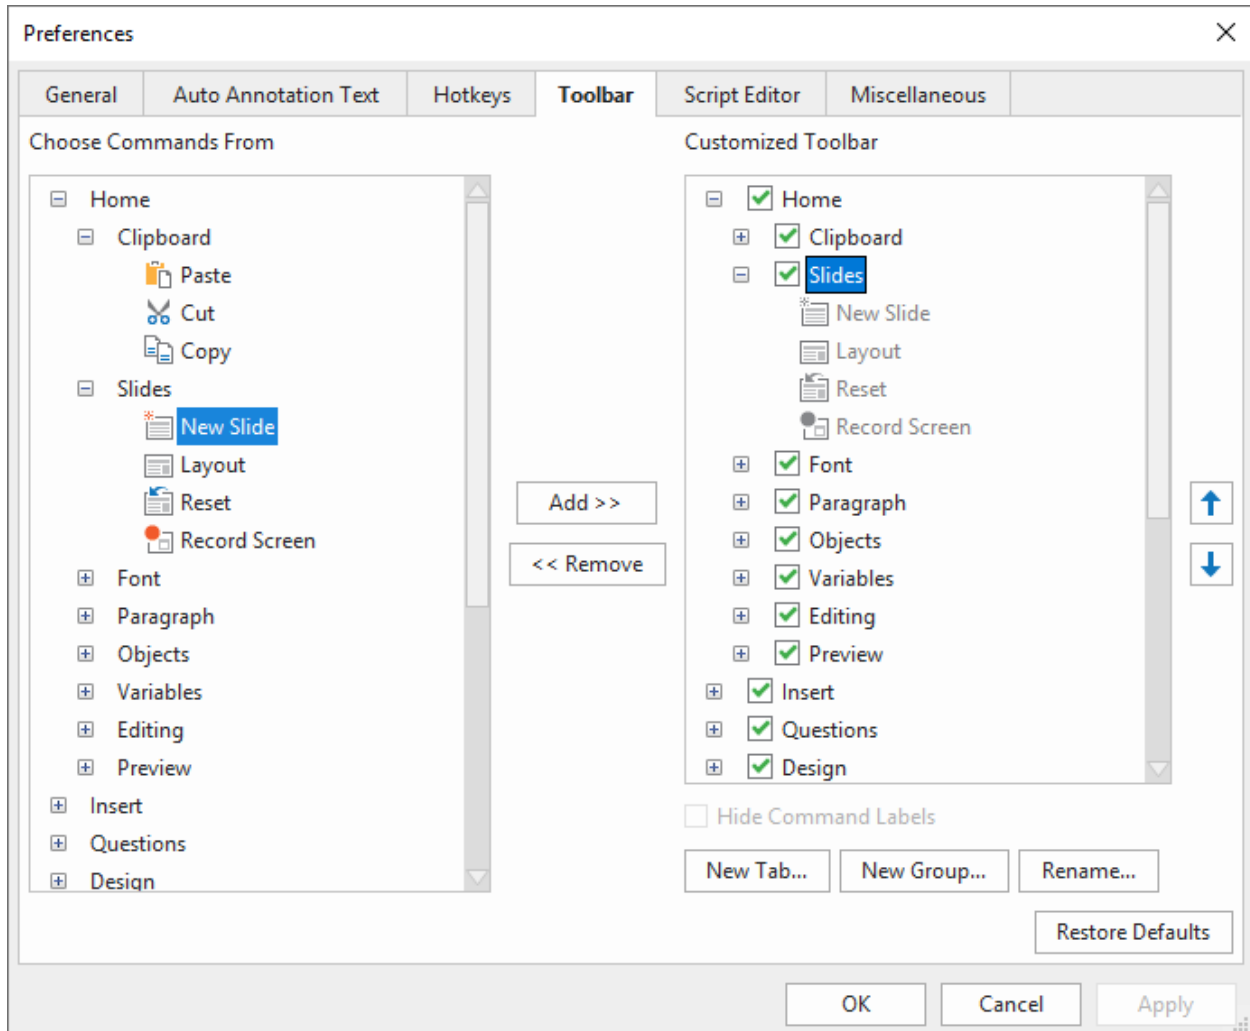 Preferences
General Auto Annotation Text Hotkeys Toolbar Script Editor Miscellaneous
Choose Commands From
Home
Clipboard
Paste
Cut
Copy
Slides
New Slide
Layout
Reset
Record Screen
Font
Paragraph
Objects
Variables
Editing
Preview
Insert
Questions
Design
Add >>
<< Remove
Customized Toolbar
Home
Clipboard
Slides
New Slide
Layout
Reset
Record Screen
Font
Paragraph
Objects
Variables
Editing
Preview
Insert
Questions
Design
Hide Command Labels
New Tab... New Group... Rename...
Restore Defaults
OK Cancel Apply